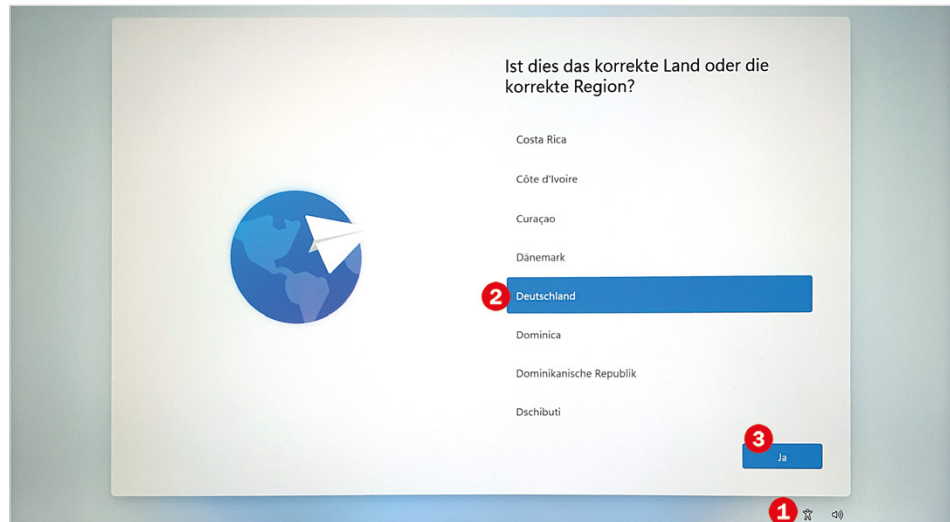 Ist dies das korrekte Land oder die
korrekte Region?
Costa Rica
Côte d'Ivoire
Curaçao
Dänemark
2 Deutschland
Dominica
Dominikanische Republik
Dschibuti
3
Ja
1